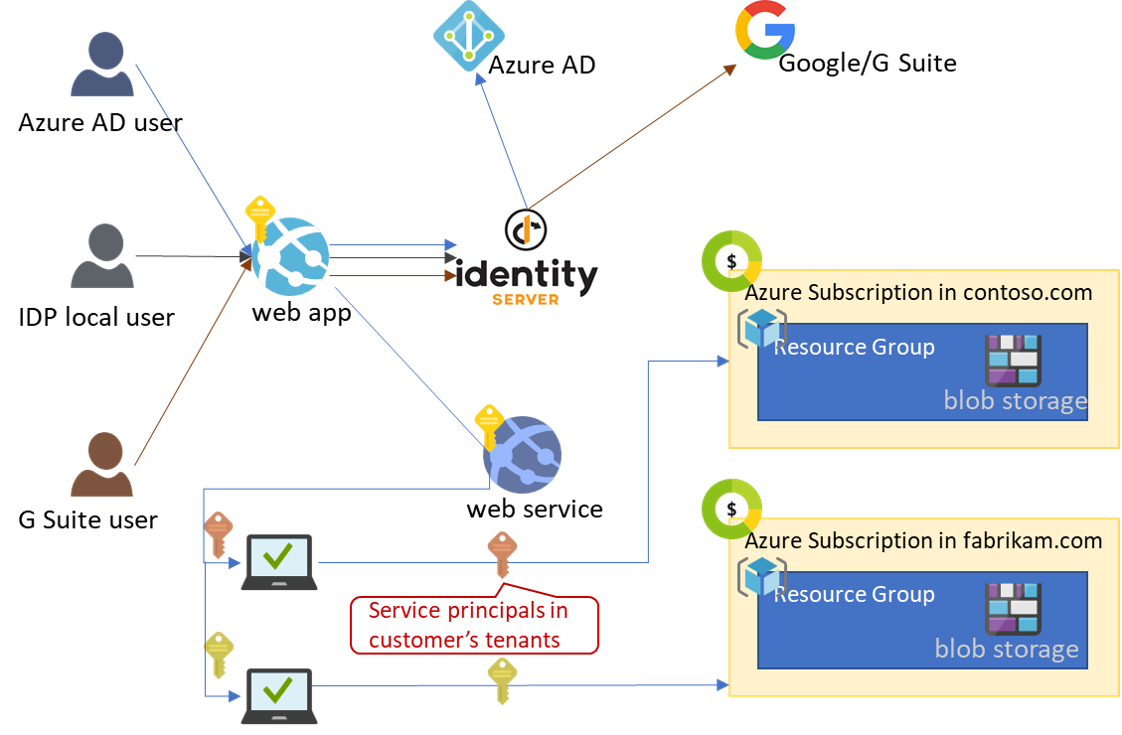 Azure AD
Google/G Suite
Azure AD user
identity
SERVER
IDP local user
web app
$
Azure Subscription in contoso.com
Resource Group
blob storage
G Suite user
web service
$
Azure Subscription in fabrikam.com
Resource Group
blob storage
Service principals in
customer's tenants